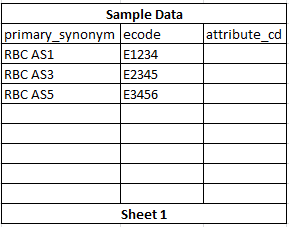 Sample Data
primary_synonym ecode attribute_cd
RBC AS1 E1234
RBC AS3 E2345
RBC AS5 E3456
Sheet 1